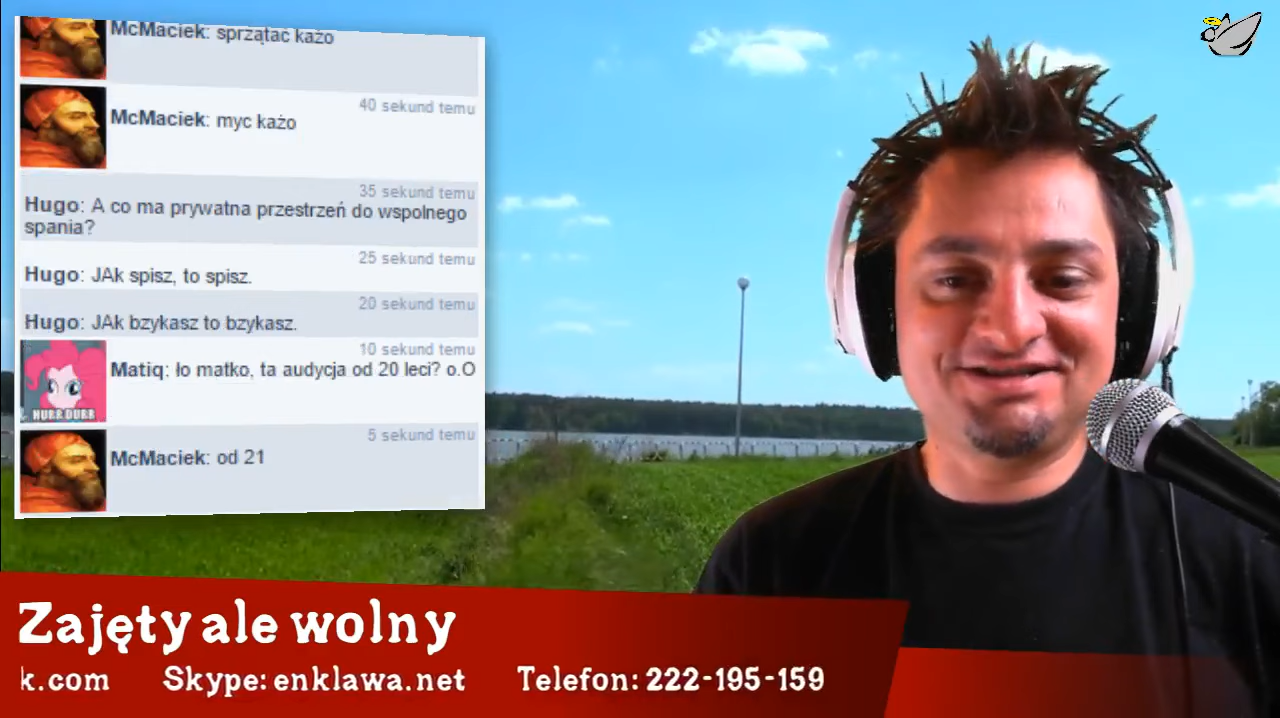 McMaciek: sprzątac każo
40 sekund temu
McMaciek: myc każo
35 sekund temu
Hugo: A co ma prywatna przestrzeń do wspolnego
spania?
25 sekund temu
Hugo: JAk spisz, to spisz.
20 sekund temu
Hugo: JAk bzykasz to bzykasz.
10 sekund temu
Matiq: ło matko, ta audycja od 20 leci? o.O
HURR DURR
5 sekund temu
McMaciek: od 21
Zajęty ale wolny
k.com Skype: enklawa.net Telefon: 222-195-159